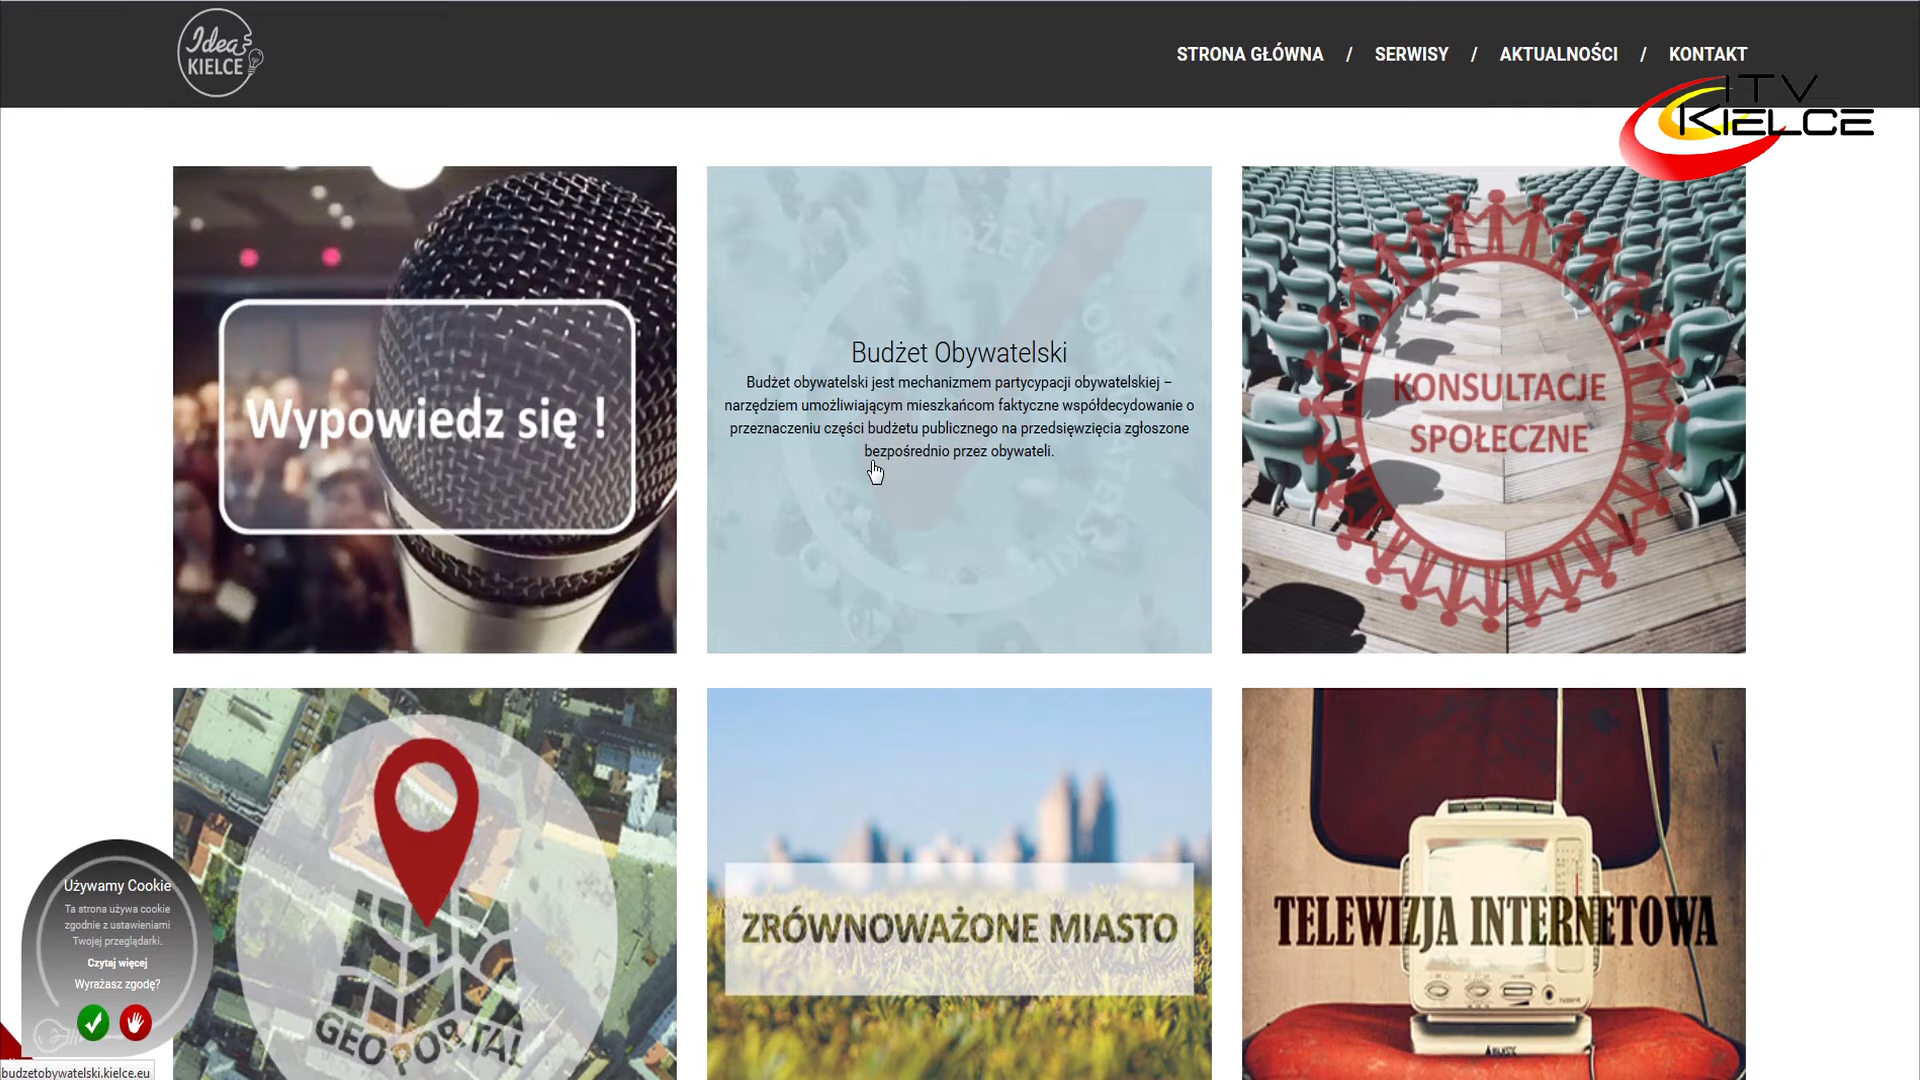 Idea
KIELCE
STRONA GŁÓWNA / SERWISY / AKTUALNOŚCI / KONTAKT
ITV
KIELCE
Wypowiedz się !
BUDŻET OBYWATELSKI
Budżet Obywatelski
Budżet obywatelski jest mechanizmem partycypacji obywatelskiej –
narzędziem umożliwiającym mieszkańcom faktyczne współdecydowanie o
przeznaczeniu części budżetu publicznego na przedsięwzięcia zgłoszone
bezpośrednio przez obywateli.
KONSULTACJE
SPOŁECZNE
GEOPORTAL
ZRÓWNOWAŻONE MIASTO
TELEWIZJA INTERNETOWA
Używamy Cookie
Ta strona używa cookie
zgodnie z ustawieniami
Twojej przeglądarki.
Czytaj więcej
Wyrażasz zgodę?
budzetobywatelski.kielce.eu